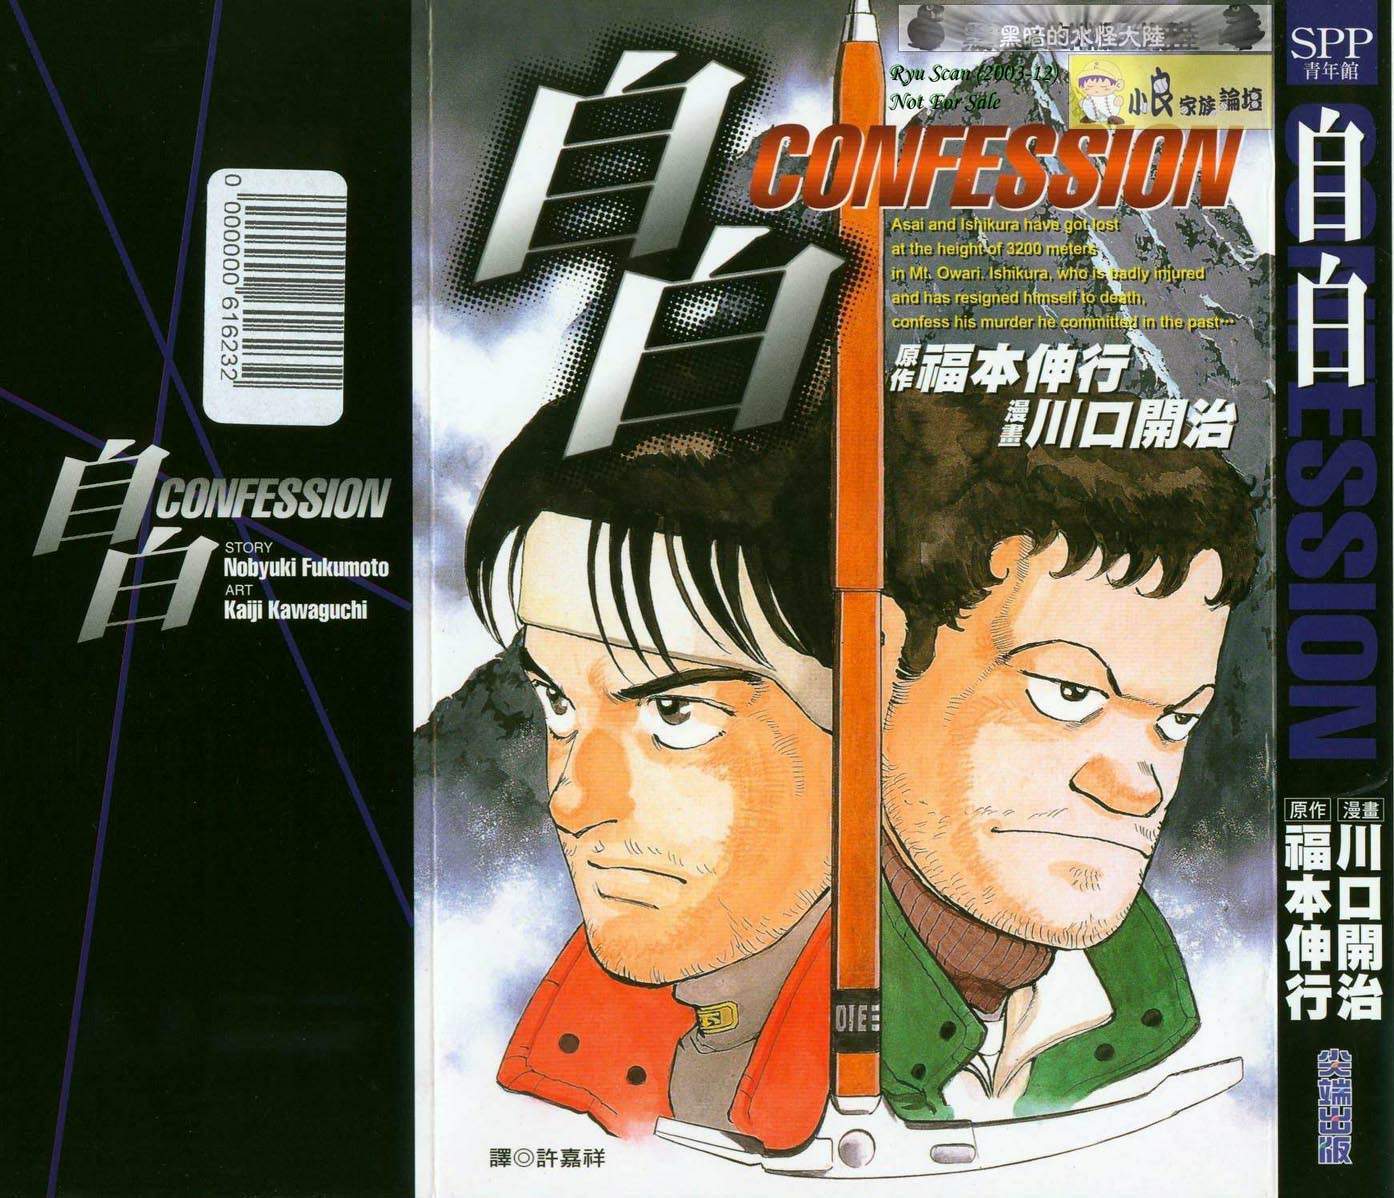 0 000000 616232
自白
CONFESSION
STORY
Nobyuki Fukumoto
ART
Kaiji Kawaguchi
黑暗的水怪大陸
Ryu Scan (2003-12)
Not For Sale
小良家族論壇
自白
CONFESSION
Asai and Ishikura have got lost
at the height of 3200 meters
in Mt. Owari. Ishikura, who is badly injured
and has resigned himself to death,
confess his murder he committed in the past…
原作 福本伸行
漫畫 川口開治
譯◎許嘉祥
SPP
青年館
自白
CONFESSION
漫畫 川口開治
原作 福本伸行
尖端出版